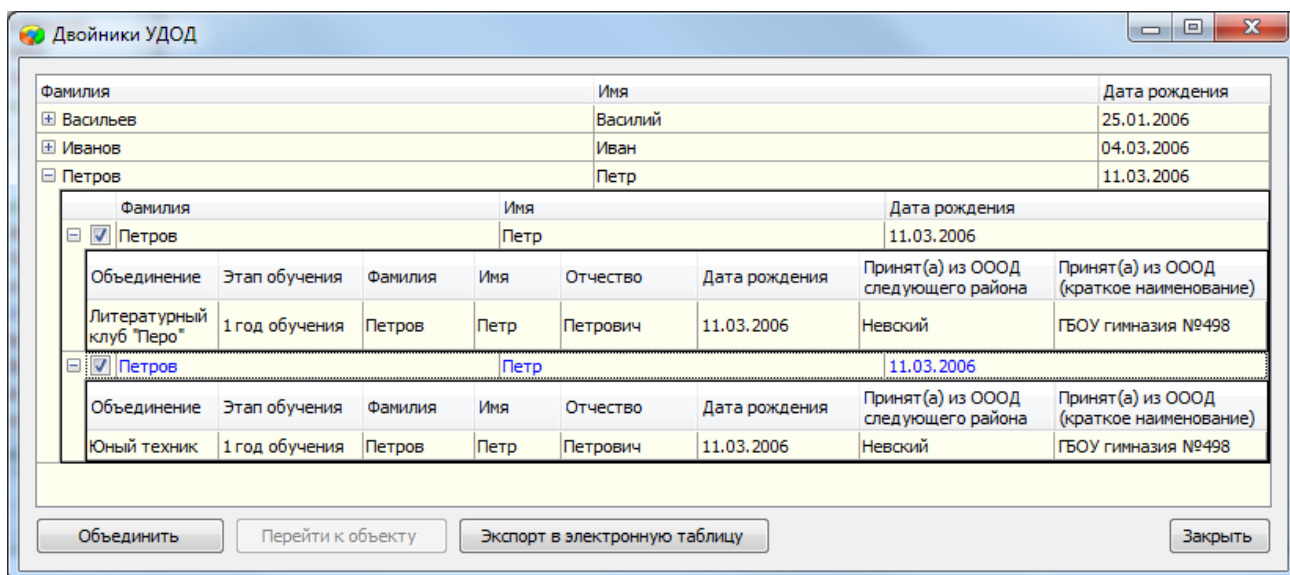 Двойники УДОД
Фамилия Имя Дата рождения
Васильев Василий 25.01.2006
Иванов Иван 04.03.2006
Петров Петр 11.03.2006
Фамилия Имя Дата рождения
Петров Петр 11.03.2006
Объединение Этап обучения Фамилия Имя Отчество Дата рождения Принят(а) из ОООД следующего района Принят(а) из ОООД (краткое наименование)
Литературный клуб "Перо" 1 год обучения Петров Петр Петрович 11.03.2006 Невский ГБОУ гимназия №498
Петров Петр 11.03.2006
Объединение Этап обучения Фамилия Имя Отчество Дата рождения Принят(а) из ОООД следующего района Принят(а) из ОООД (краткое наименование)
Юный техник 1 год обучения Петров Петр Петрович 11.03.2006 Невский ГБОУ гимназия №498
Объединить Перейти к объекту Экспорт в электронную таблицу Закрыть